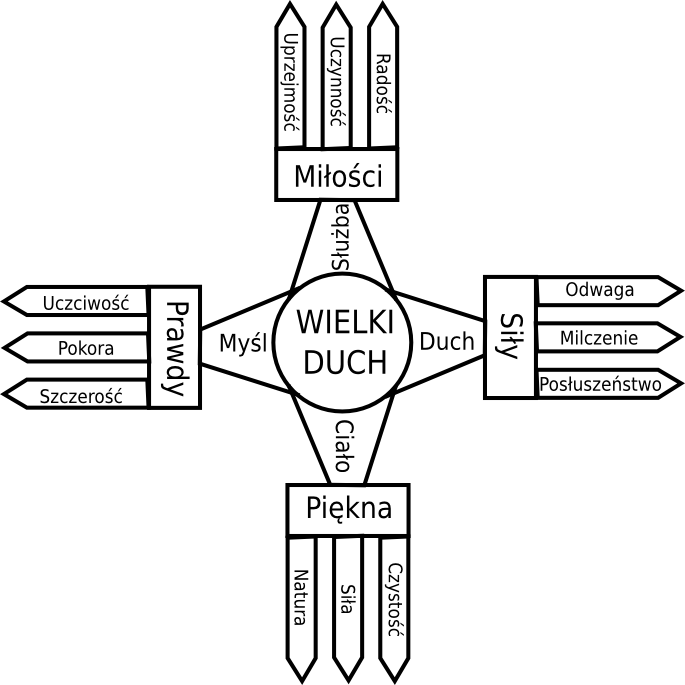 Uprzejmość
Uczynność
Radość
Miłości
Służba
Uczciwość
Pokora
Szczerość
Prawdy
Myśl
WIELKI
DUCH
Duch
Siły
Odwaga
Milczenie
Posłuszeństwo
Ciało
Piękna
Natura
Siła
Czystość